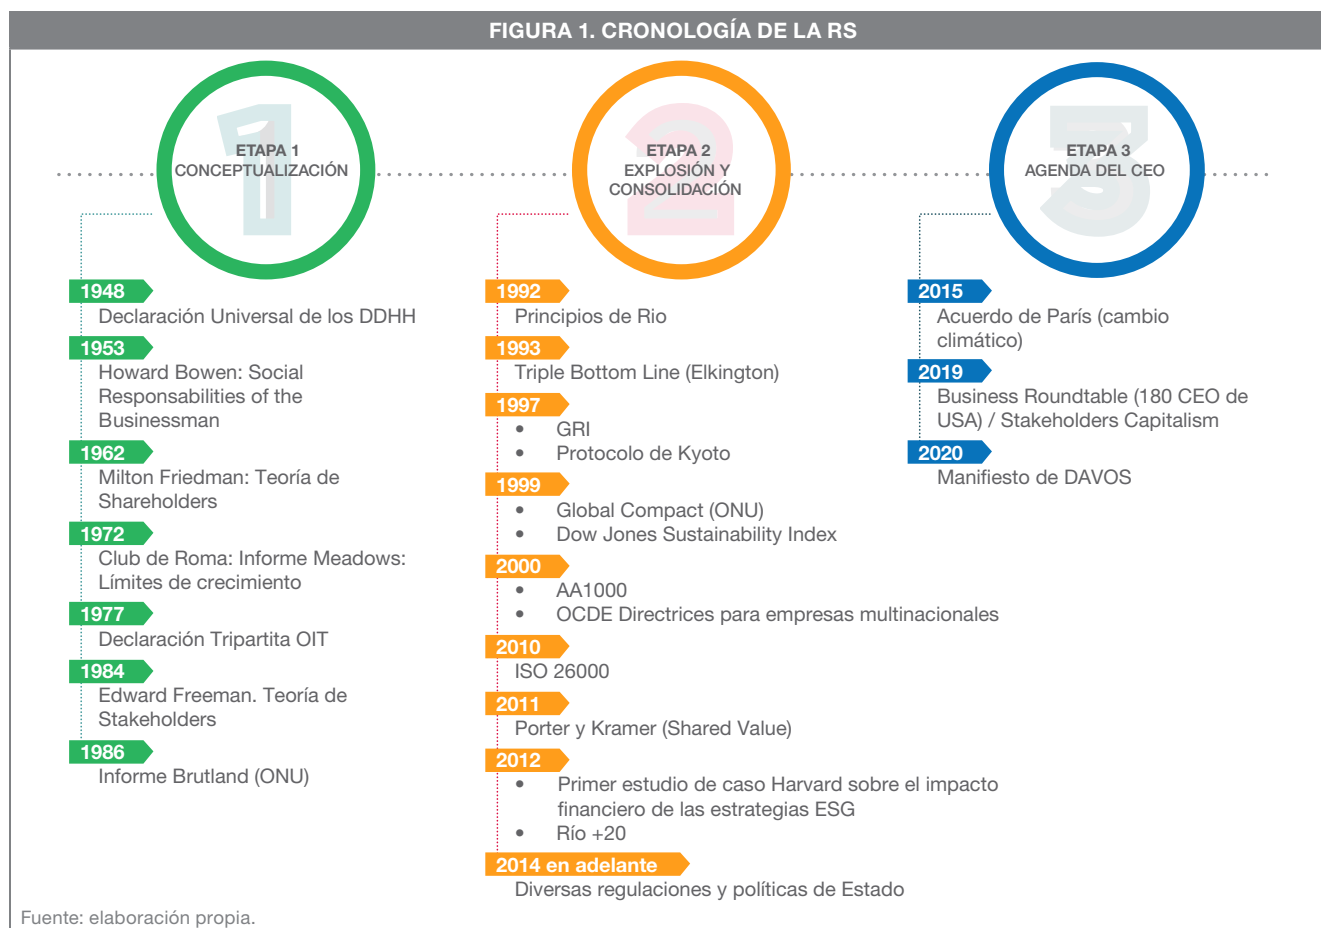 FIGURA 1. CRONOLOGÍA DE LA RS
1
ETAPA 1
CONCEPTUALIZACIÓN
1948
Declaración Universal de los DDHH
1953
Howard Bowen: Social
Responsabilities of the
Businessman
1962
Milton Friedman: Teoría de
Shareholders
1972
Club de Roma: Informe Meadows:
Límites de crecimiento
1977
Declaración Tripartita OIT
1984
Edward Freeman. Teoría de
Stakeholders
1986
Informe Brutland (ONU)
2
ETAPA 2
EXPLOSIÓN Y
CONSOLIDACIÓN
1992
Principios de Rio
1993
Triple Bottom Line (Elkington)
1997
• GRI
• Protocolo de Kyoto
1999
• Global Compact (ONU)
• Dow Jones Sustainability Index
2000
• AA1000
• OCDE Directrices para empresas multinacionales
2010
ISO 26000
2011
Porter y Kramer (Shared Value)
2012
• Primer estudio de caso Harvard sobre el impacto
financiero de las estrategias ESG
• Río +20
2014 en adelante
Diversas regulaciones y políticas de Estado
3
ETAPA 3
AGENDA DEL CEO
2015
Acuerdo de París (cambio
climático)
2019
Business Roundtable (180 CEO de
USA) / Stakeholders Capitalism
2020
Manifiesto de DAVOS
Fuente: elaboración propia.